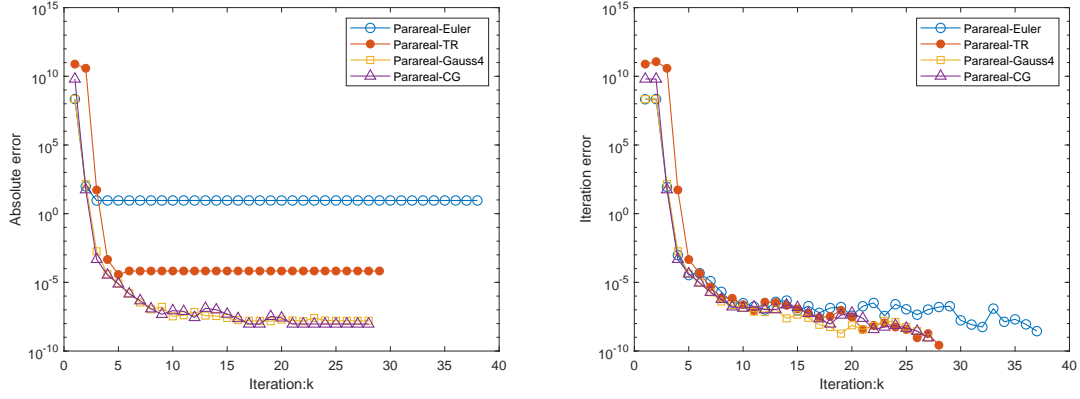 10^15
10^10
10^5
10^0
10^-5
10^-10
Absolute error
0 5 10 15 20 25 30 35 40
Iteration:k
Parareal-Euler
Parareal-TR
Parareal-Gauss4
Parareal-CG
10^15
10^10
10^5
10^0
10^-5
10^-10
Iteration error
0 5 10 15 20 25 30 35 40
Iteration:k
Parareal-Euler
Parareal-TR
Parareal-Gauss4
Parareal-CG